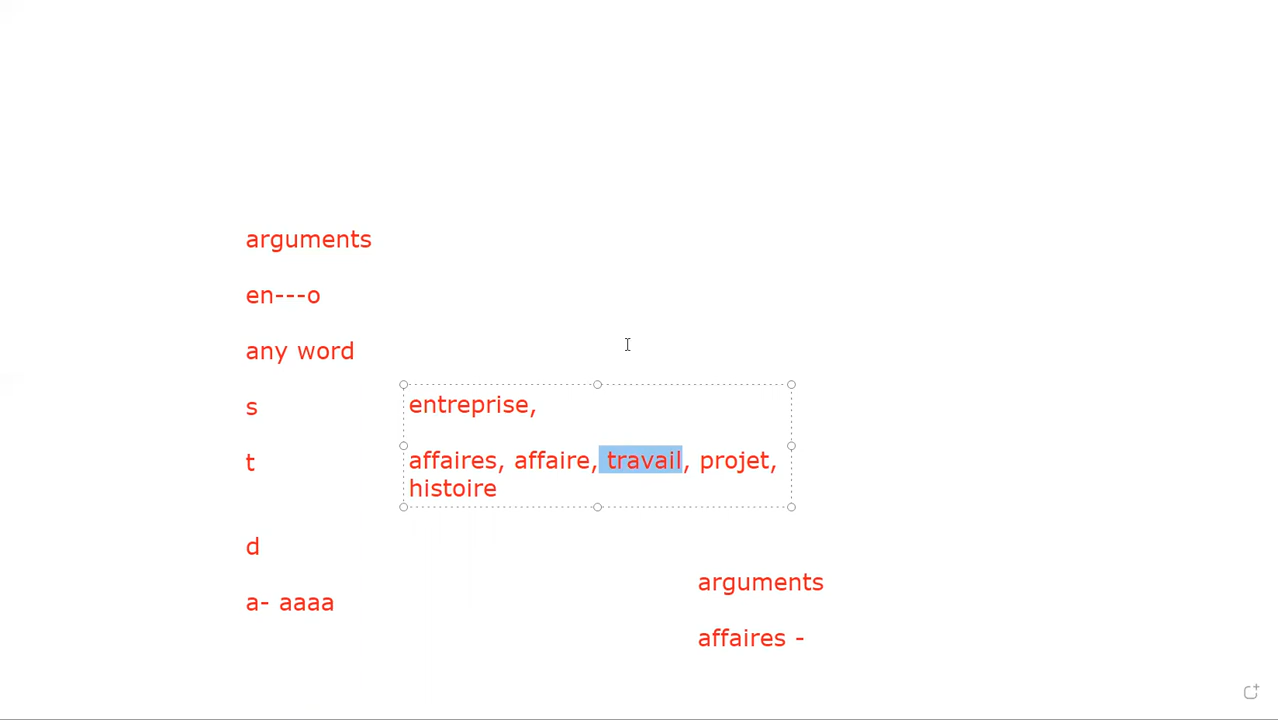 arguments
en---o
any word
s
t
d
a- aaaa
entreprise,
affaires, affaire, travail, projet,
histoire
arguments
affaires -